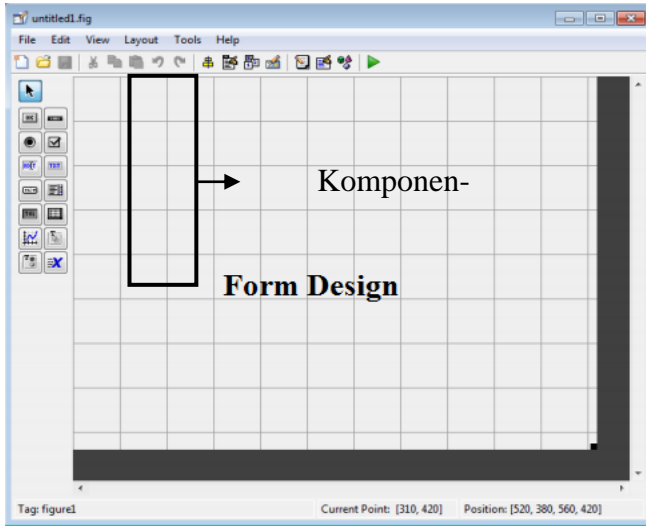 untitled1.fig
File Edit View Layout Tools Help
Komponen-
Form Design
Tag: figure1 Current Point: [310, 420] Position: [520, 380, 560, 420]